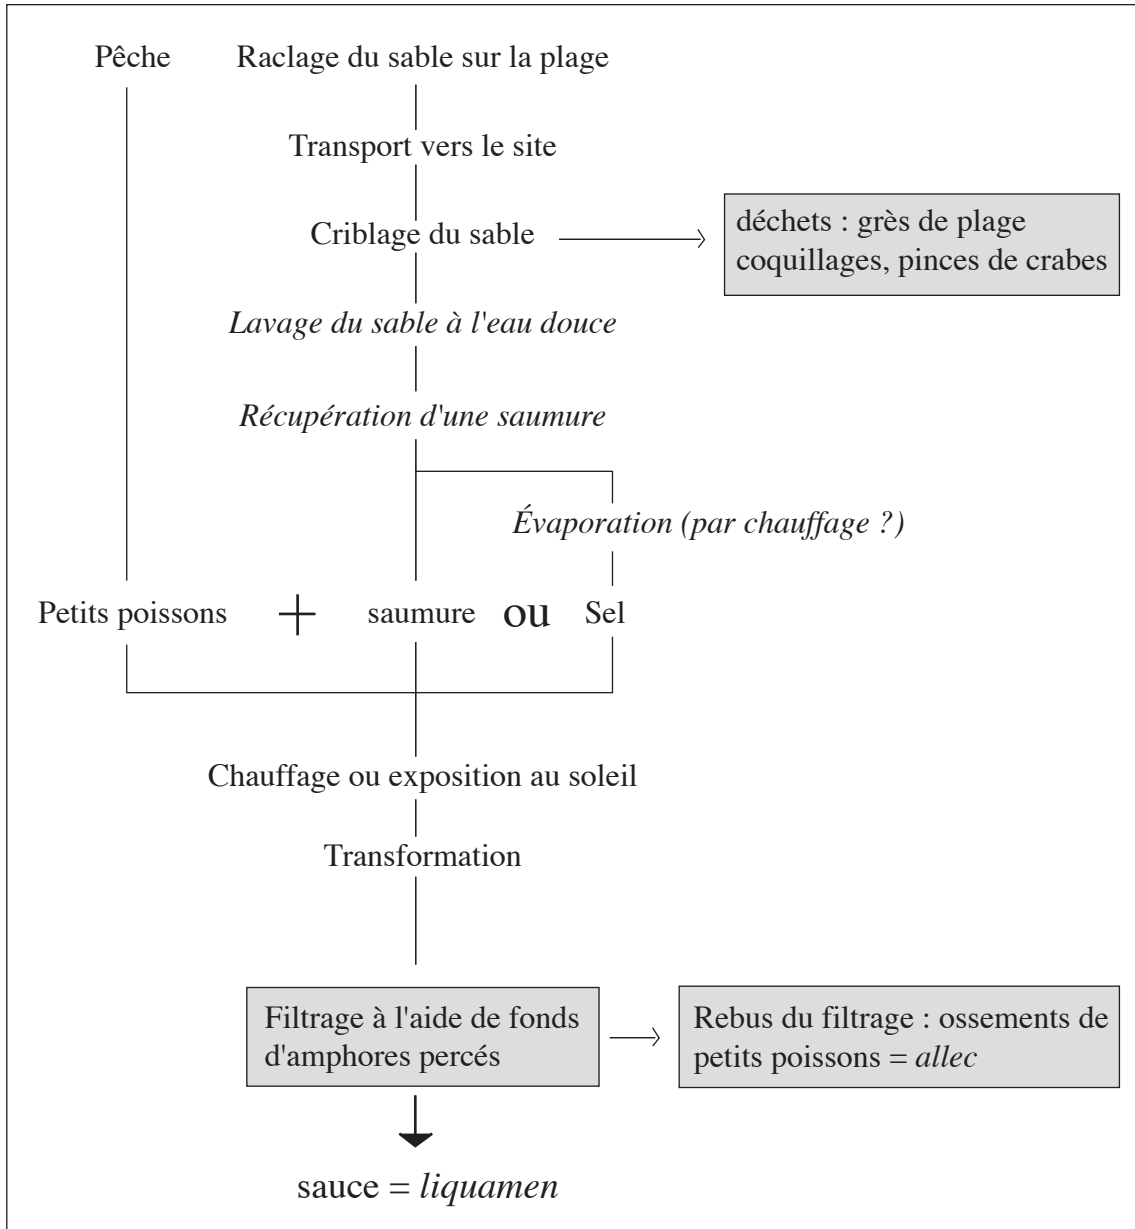 Pêche
Raclage du sable sur la plage
Transport vers le site
Criblage du sable
déchets : grès de plage
coquillages, pinces de crabes
Lavage du sable à l'eau douce
Récupération d'une saumure
Évaporation (par chauffage ?)
Petits poissons + saumure ou Sel
Chauffage ou exposition au soleil
Transformation
Filtrage à l'aide de fonds
d'amphores percés
Rebus du filtrage : ossements de
petits poissons = allec
sauce = liquamen